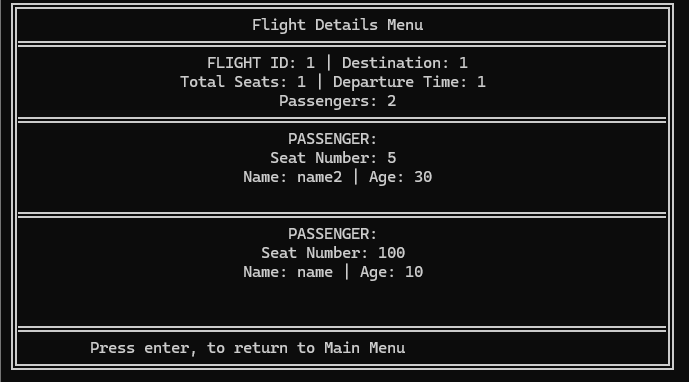 Flight Details Menu
FLIGHT ID: 1 | Destination: 1
Total Seats: 1 | Departure Time: 1
Passengers: 2
PASSENGER:
Seat Number: 5
Name: name2 | Age: 30
PASSENGER:
Seat Number: 100
Name: name | Age: 10
Press enter, to return to Main Menu